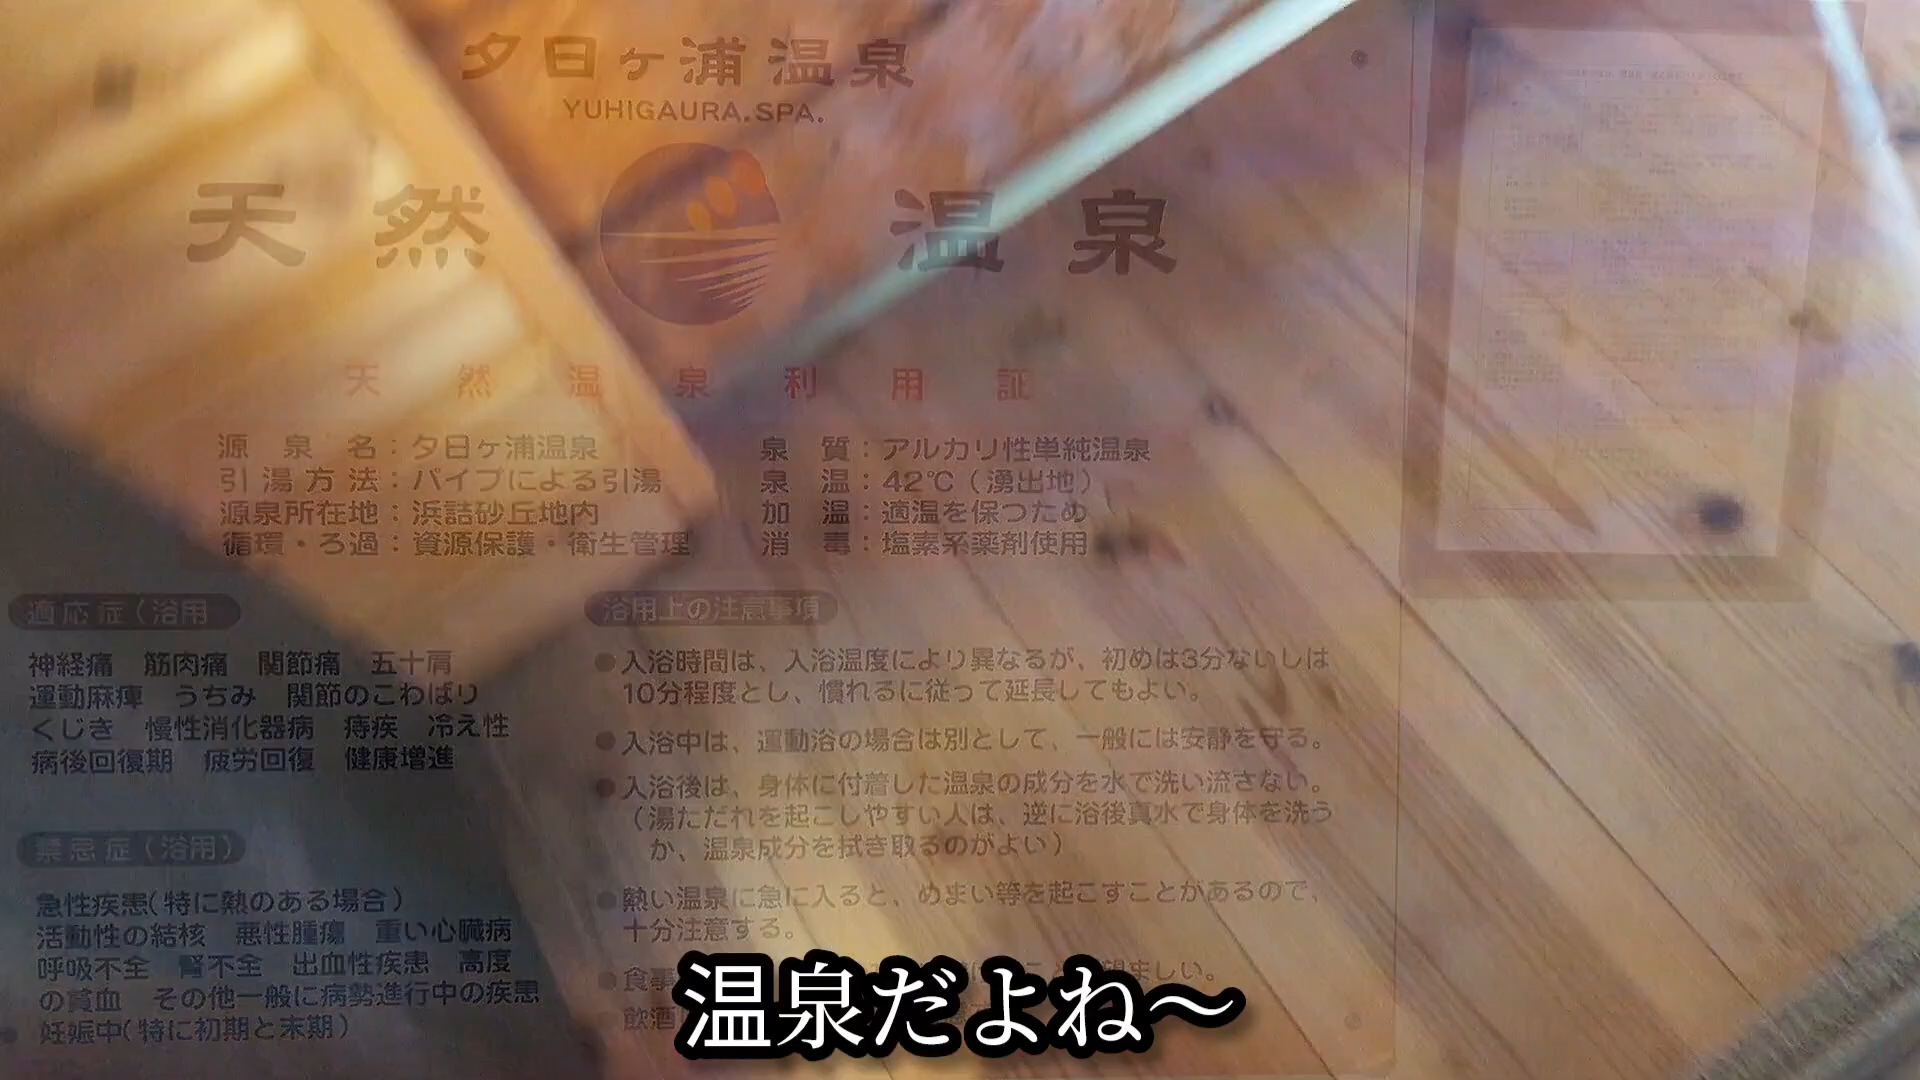 夕日ヶ浦温泉
YUHIGAURA.SPA.
天然 温泉
天然温泉利用証
源泉名：夕日ヶ浦温泉
引湯方法：パイプによる引湯
源泉所在地：浜詰砂丘地内
循環・ろ過：資源保護・衛生管理
泉質：アルカリ性単純温泉
泉温：42℃（湧出地）
加温：適温を保つため
消毒：塩素系薬剤使用
適応症（浴用
神経痛 筋肉痛 関節痛 五十肩
運動麻痺 うちみ 関節のこわばり
くじき 慢性消化器病 痔疾 冷え性
病後回復期 疲労回復 健康増進
禁忌症（浴用）
急性疾患（特に熱のある場合）
活動性の結核 悪性腫瘍 重い心臓病
呼吸不全 腎不全 出血性疾患 高度
の貧血 その他一般に病勢進行中の疾患
妊娠中（特に初期と末期）
浴用上の注意事項
●入浴時間は、入浴温度により異なるが、初めは3分ないしは
10分程度とし、慣れるに従って延長してもよい。
●入浴中は、運動浴の場合は別として、一般には安静を守る。
●入浴後は、身体に付着した温泉の成分を水で洗い流さない。
（湯ただれを起こしやすい人は、逆に浴後真水で身体を洗う
か、温泉成分を拭き取るのがよい）
●熱い温泉に急に入ると、めまい等を起こすことがあるので、
十分注意する。
●食事 ましい。
飲酒
温泉だよね～